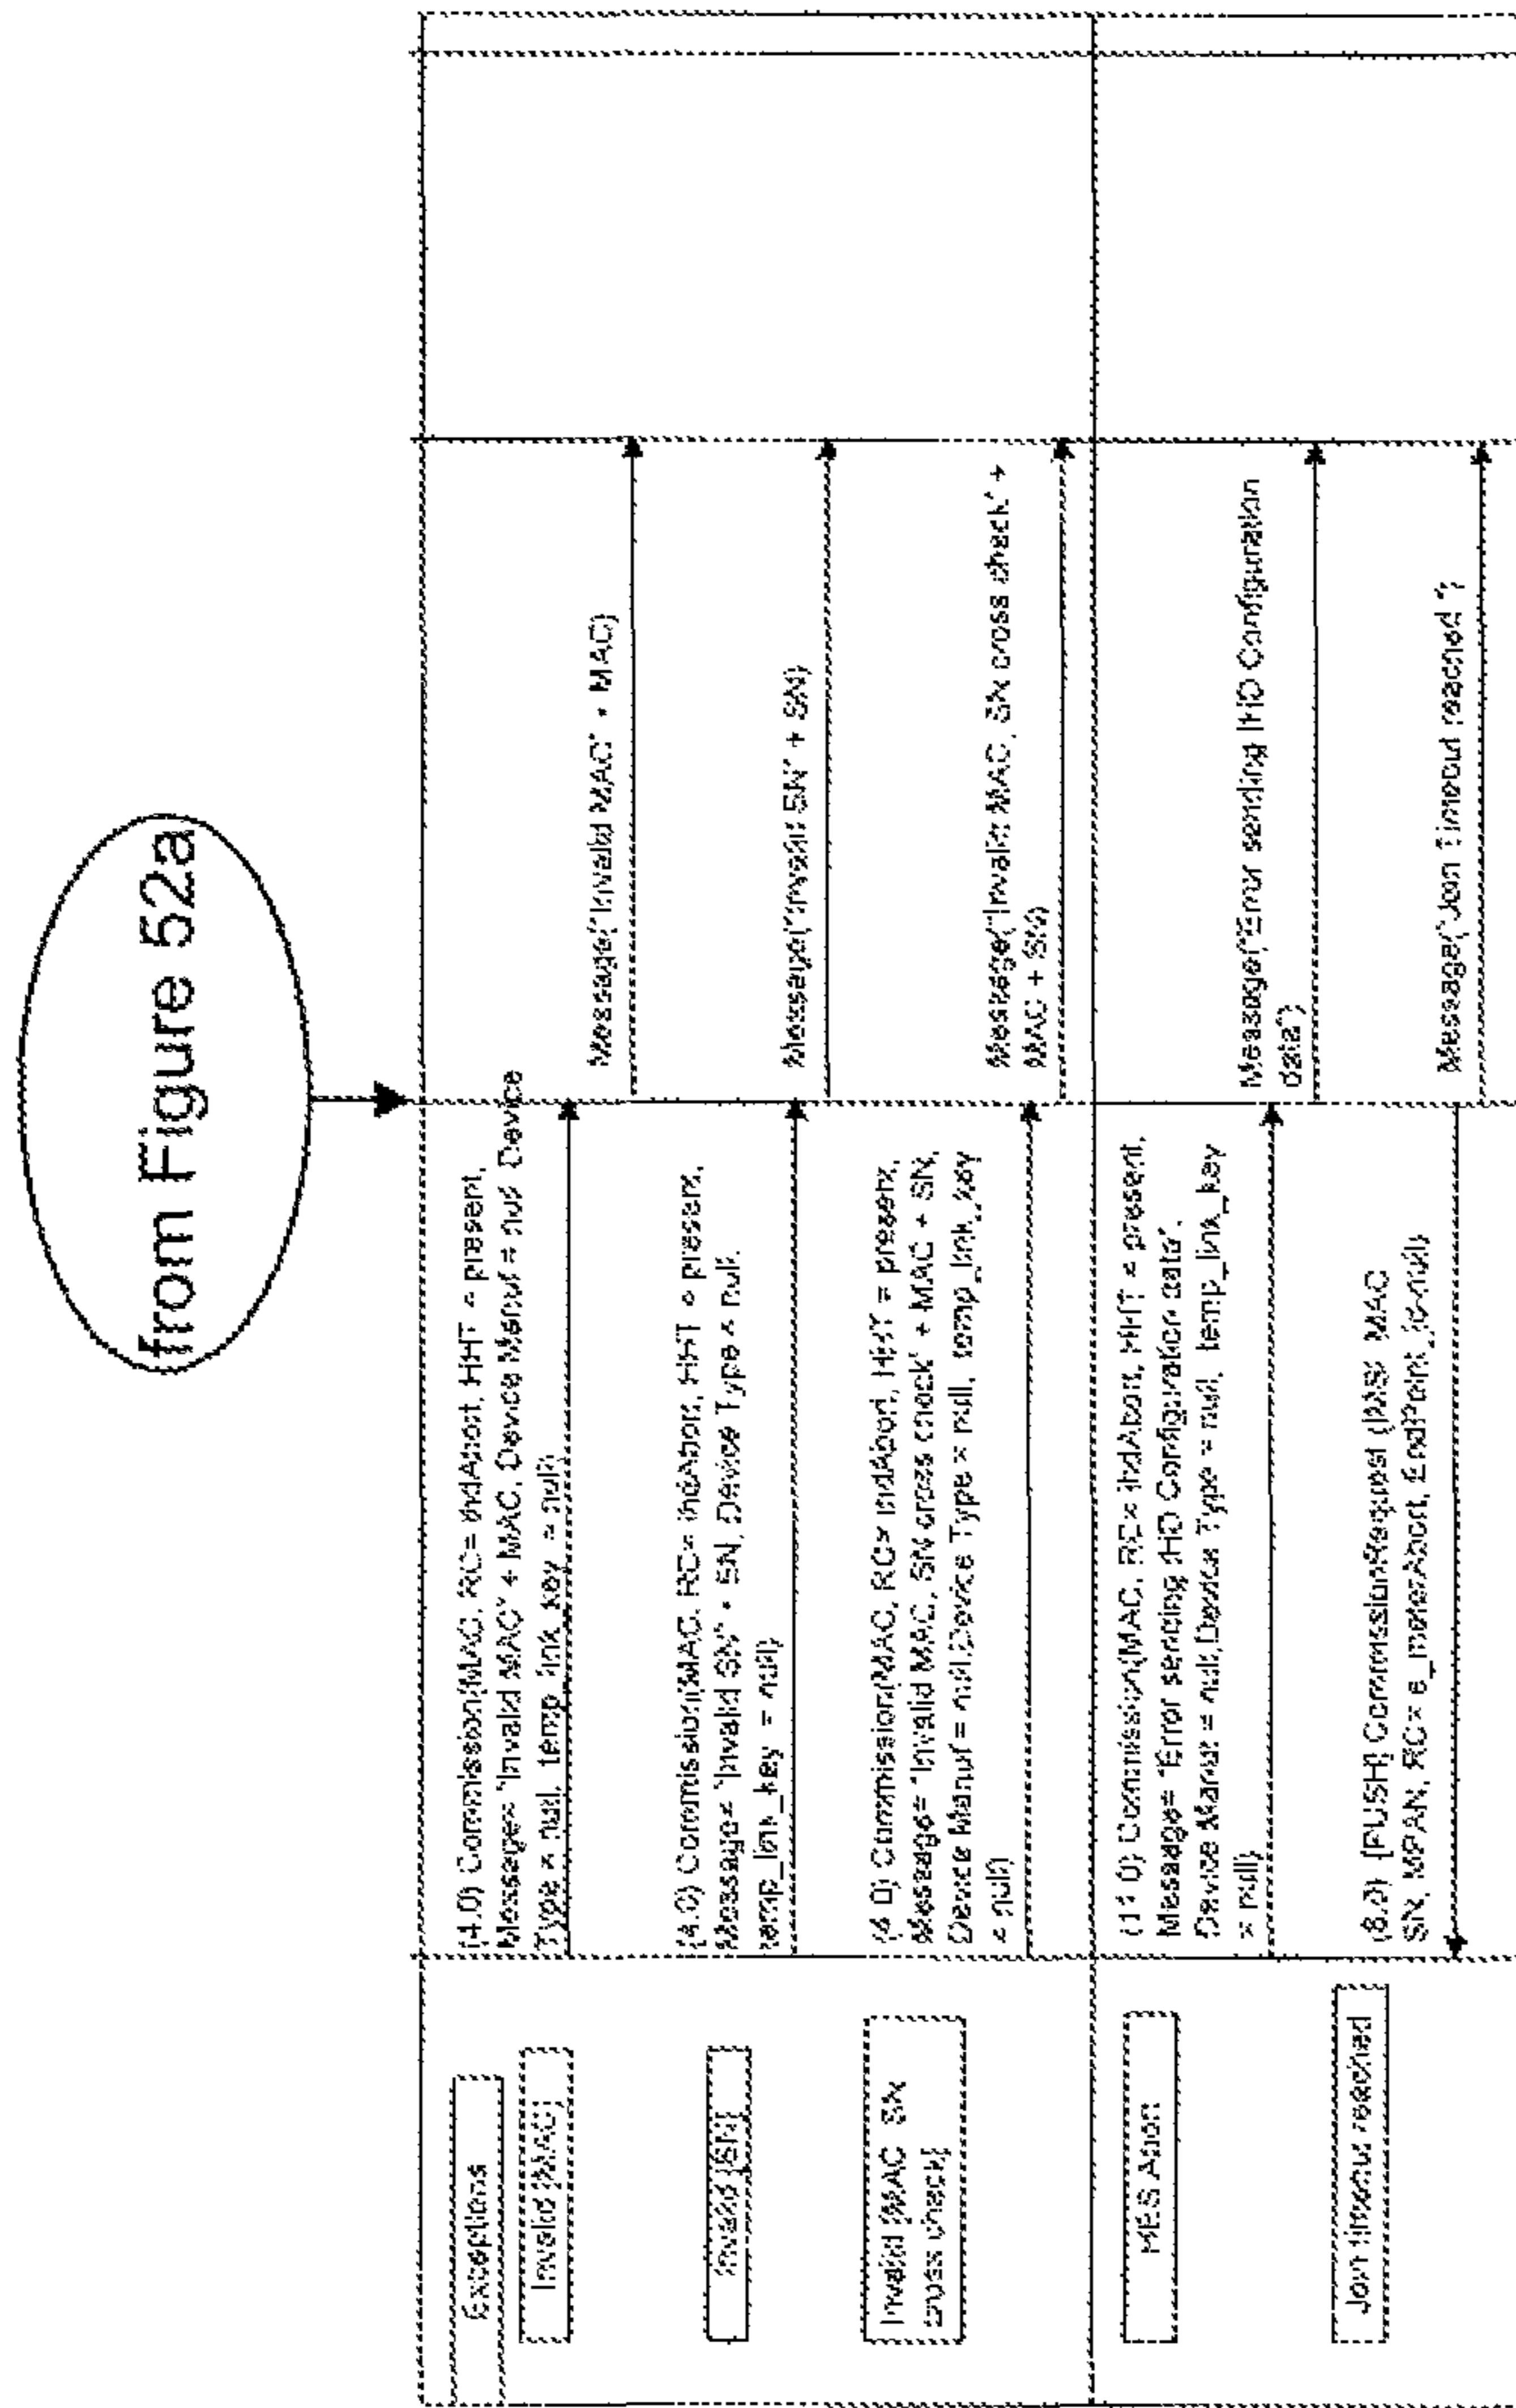 from Figure 52a
Exceptions
Invalid [MAC]
(4.0) Commission(MAC, RC= ihdAbort, HHT = present,
Message= "Invalid MAC" + MAC, Device Manuf = null Device
Type = null, temp_link_key = null)
Message("Invalid MAC" + MAC)
Invalid [SN]
(4.0) Commission(MAC, RC= ihdAbort, HHT = present,
Message= "Invalid SN" + SN, Device Type = null,
temp_link_key = null)
Message("Invalid SN" + SN)
Invalid [MAC SN
cross check]
(4.0) Commission(MAC, RC= ihdAbort, HHT = present,
Message= "Invalid MAC, SN cross check" + MAC + SN,
Device Manuf = null,Device Type = null, temp_link_key
= null)
Message("Invalid MAC, SN cross check" +
MAC + SN)
MES Abort
(11.0) Commission(MAC, RC= ihdAbort, HHT = present,
Message= "Error sending IHD Configuration data",
Device Manuf = null,Device Type = null, temp_link_key
= null)
Message("Error sending IHD Configuration
data")
Join timeout reached
(8.0) [PUSH] CommissionRequest ( MAC
SN, MPAN, RC= e_meterAbort, EndPoint_id=null)
Message("Join Timeout reached ")